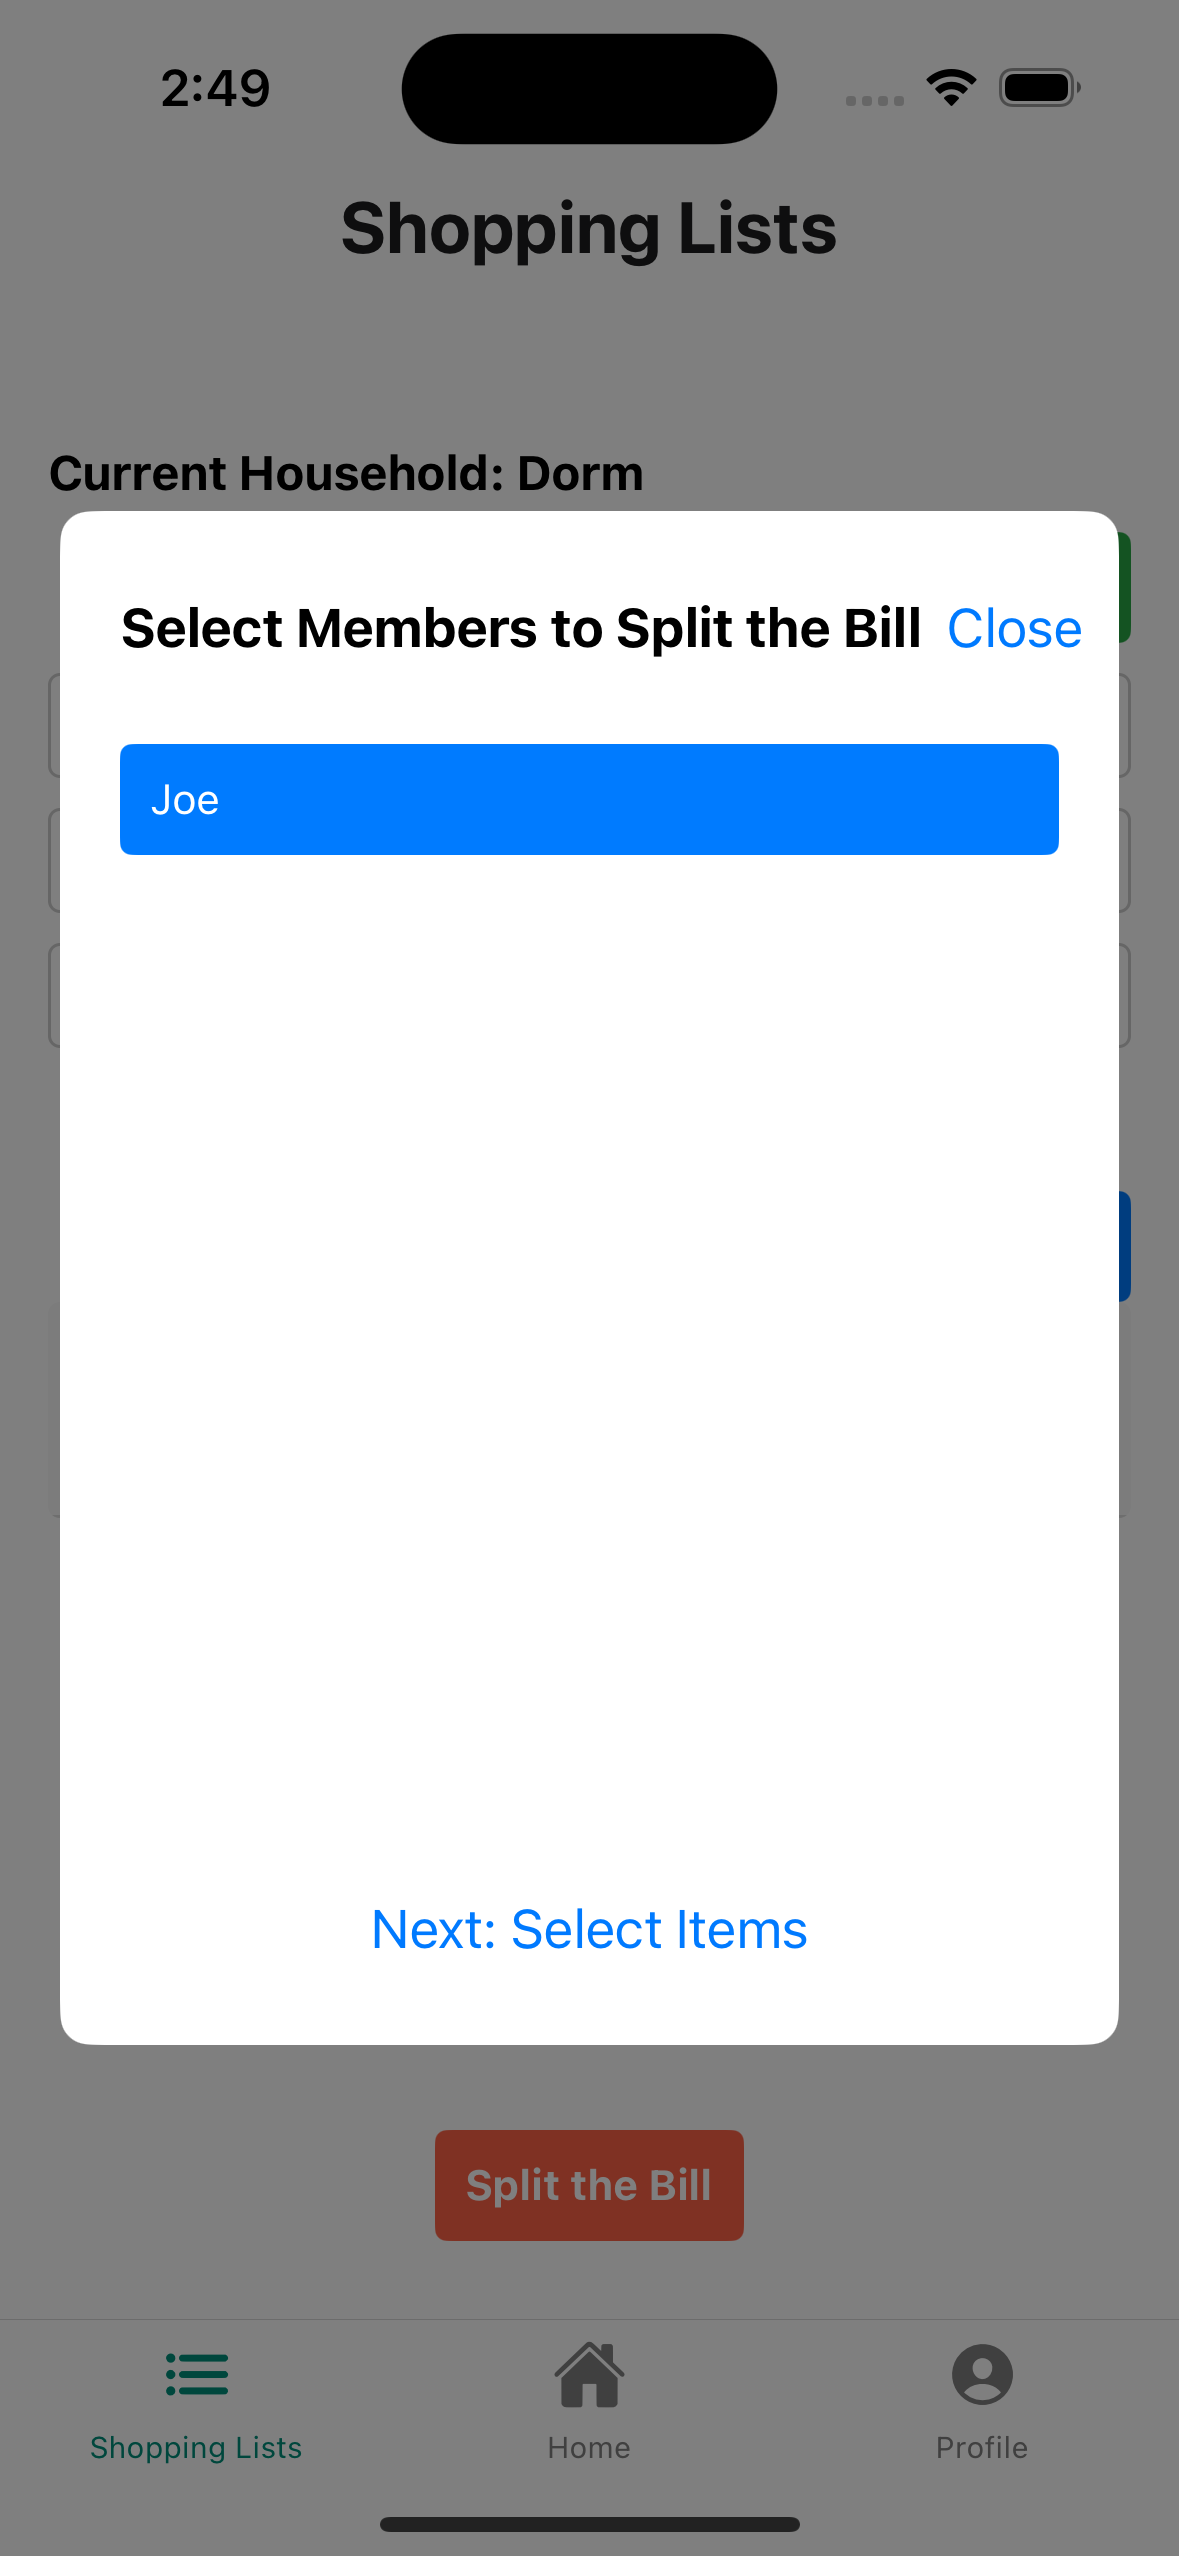 2:49
Shopping Lists
Current Household: Dorm
Select Members to Split the Bill Close
Joe
Next: Select Items
Split the Bill
Shopping Lists Home Profile